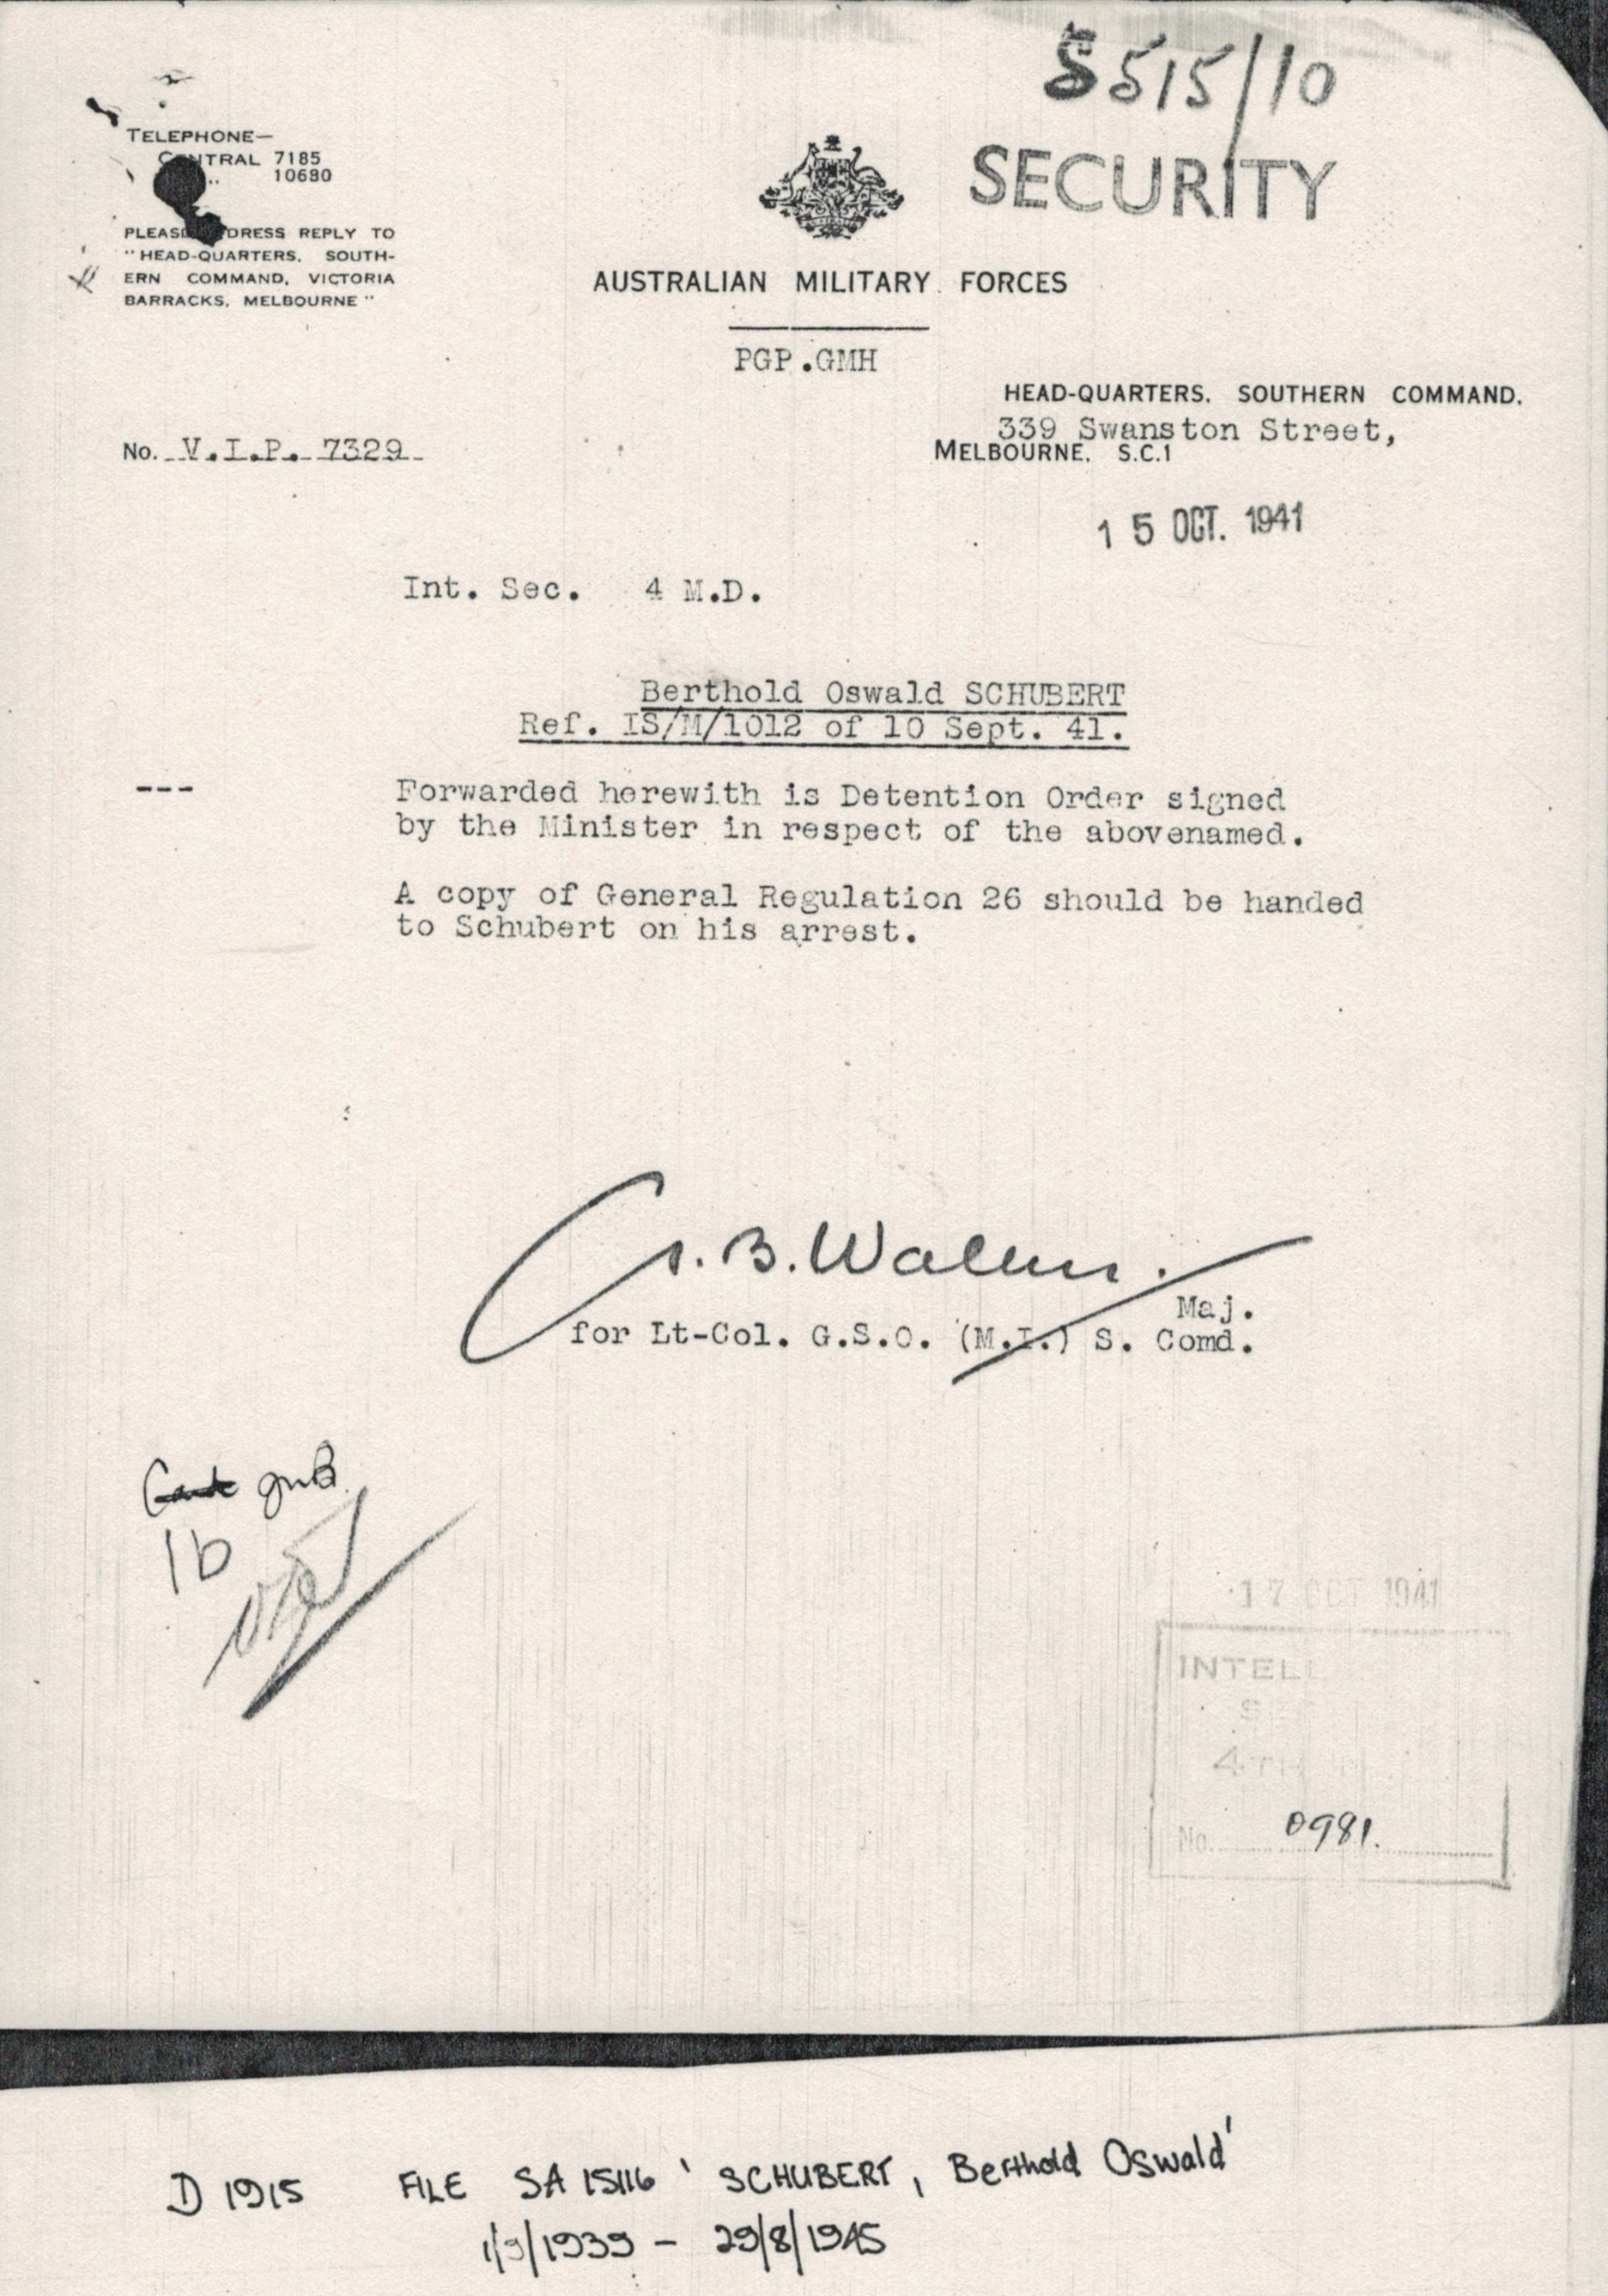 S515/10
SECURITY
TELEPHONE—
CENTRAL 7185
" 10680
PLEASE ADDRESS REPLY TO
"HEAD-QUARTERS, SOUTH-
ERN COMMAND, VICTORIA
BARRACKS, MELBOURNE"
AUSTRALIAN MILITARY FORCES
PGP.GMH
HEAD-QUARTERS, SOUTHERN COMMAND,
339 Swanston Street,
MELBOURNE, S.C.1
No. V.I.P. 7329
15 OCT. 1941
Int. Sec. 4 M.D.
Berthold Oswald SCHUBERT
Ref. IS/M/1012 of 10 Sept. 41.
---
Forwarded herewith is Detention Order signed
by the Minister in respect of the abovenamed.
A copy of General Regulation 26 should be handed
to Schubert on his arrest.
Maj.
for Lt-Col. G.S.O. (M.I.) S. Comd.
1b
17 OCT 1941
INTELL
4TH
No. 0981.
D 1915 FILE SA 15116 'SCHUBERT, Berthold Oswald'
1/9/1939 - 29/8/1945